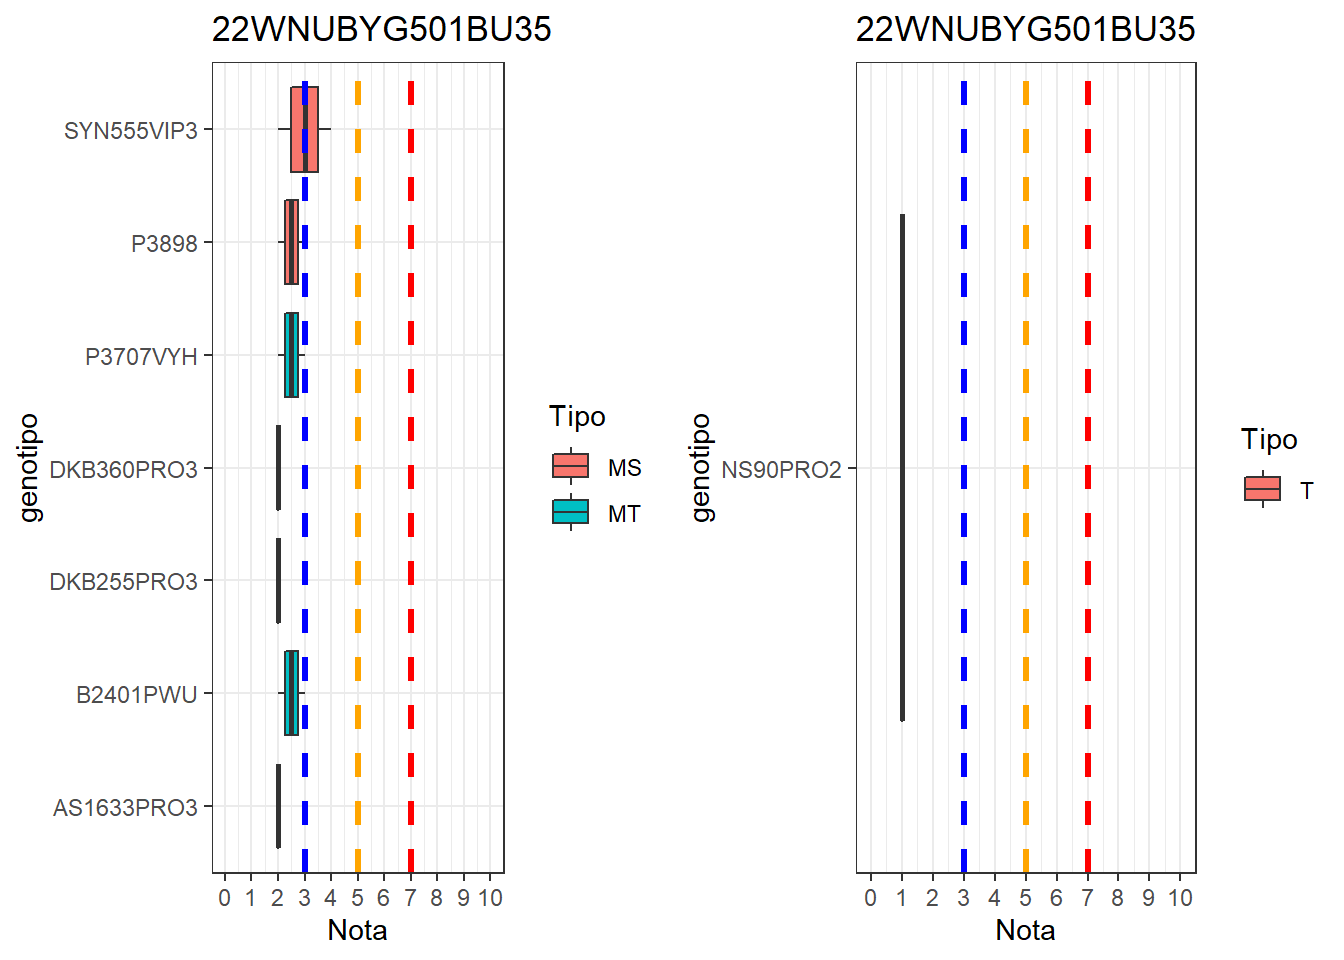 22WNUBYG501BU35
SYN555VIP3
P3898
P3707VYH
DKB360PRO3
DKB255PRO3
B2401PWU
AS1633PRO3
genotipo
0 1 2 3 4 5 6 7 8 9 10
Nota
Tipo
MS
MT
22WNUBYG501BU35
NS90PRO2
genotipo
0 1 2 3 4 5 6 7 8 9 10
Nota
Tipo
T